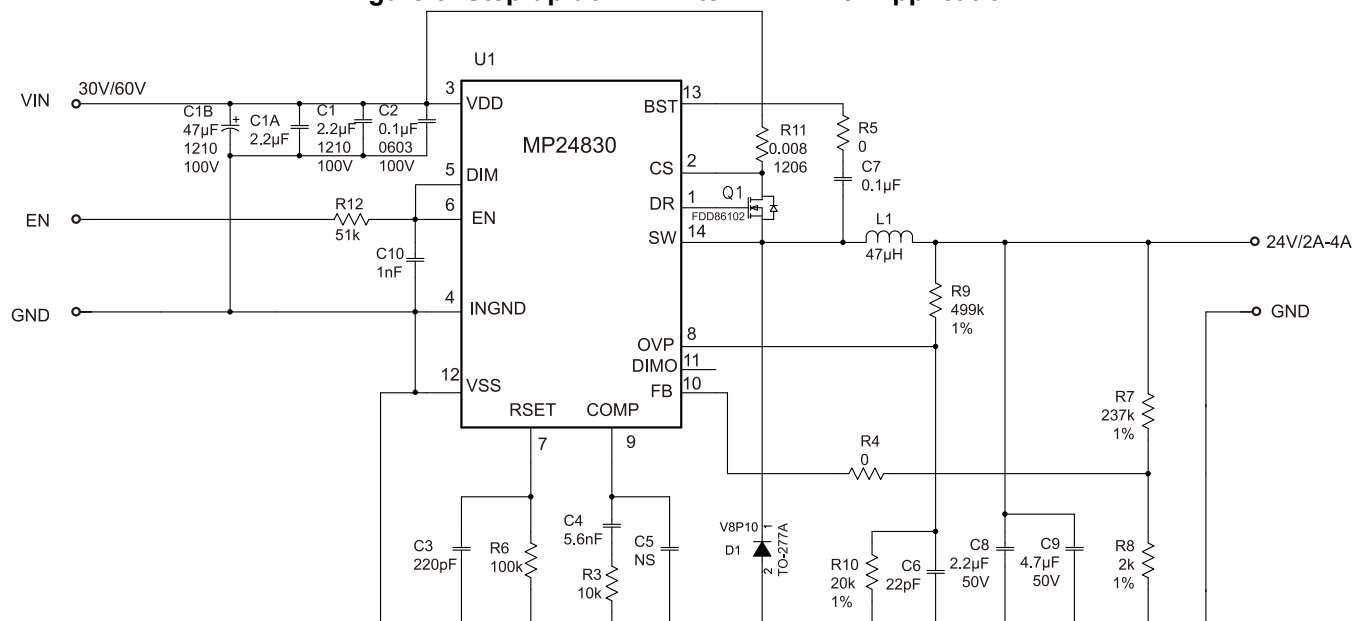 U1
VIN
30V/60V
C1B
47µF
1210
100V
+
C1A
2.2µF
C1
2.2µF
1210
100V
C2
0.1µF
0603
100V
3
VDD
MP24830
BST
13
R5
0
C7
0.1µF
R11
0.008
1206
5
DIM
CS
2
EN
R12
51k
6
EN
DR
1
Q1
FDD86102
SW
14
L1
47µH
24V/2A-4A
C10
1nF
GND
4
INGND
R9
499k
1%
GND
OVP
8
DIMO
11
12
VSS
FB
10
RSET
COMP
7
9
R4
0
R7
237k
1%
C3
220pF
R6
100k
C4
5.6nF
R3
10k
C5
NS
V8P10
1
D1
2
TO-277A
R10
20k
1%
C6
22pF
C8
2.2µF
50V
C9
4.7µF
50V
R8
2k
1%